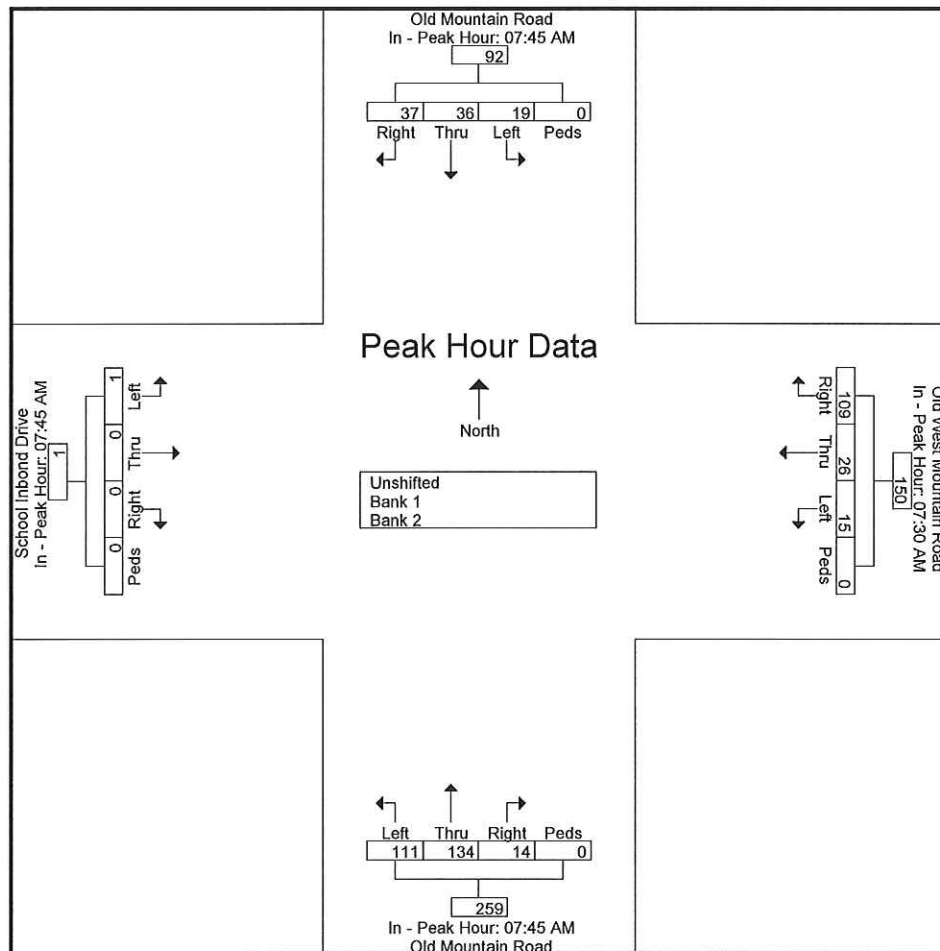 Old Mountain Road
In - Peak Hour: 07:45 AM
92
37 36 19 0
Right Thru Left Peds
Peak Hour Data
North
Unshifted
Bank 1
Bank 2
School Inbond Drive
In - Peak Hour: 07:45 AM
1
1 0 0 0
Left Thru Right Peds
Old West Mountain Road
In - Peak Hour: 07:30 AM
150
109 26 15 0
Right Thru Left Peds
Left Thru Right Peds
111 134 14 0
259
In - Peak Hour: 07:45 AM
Old Mountain Road